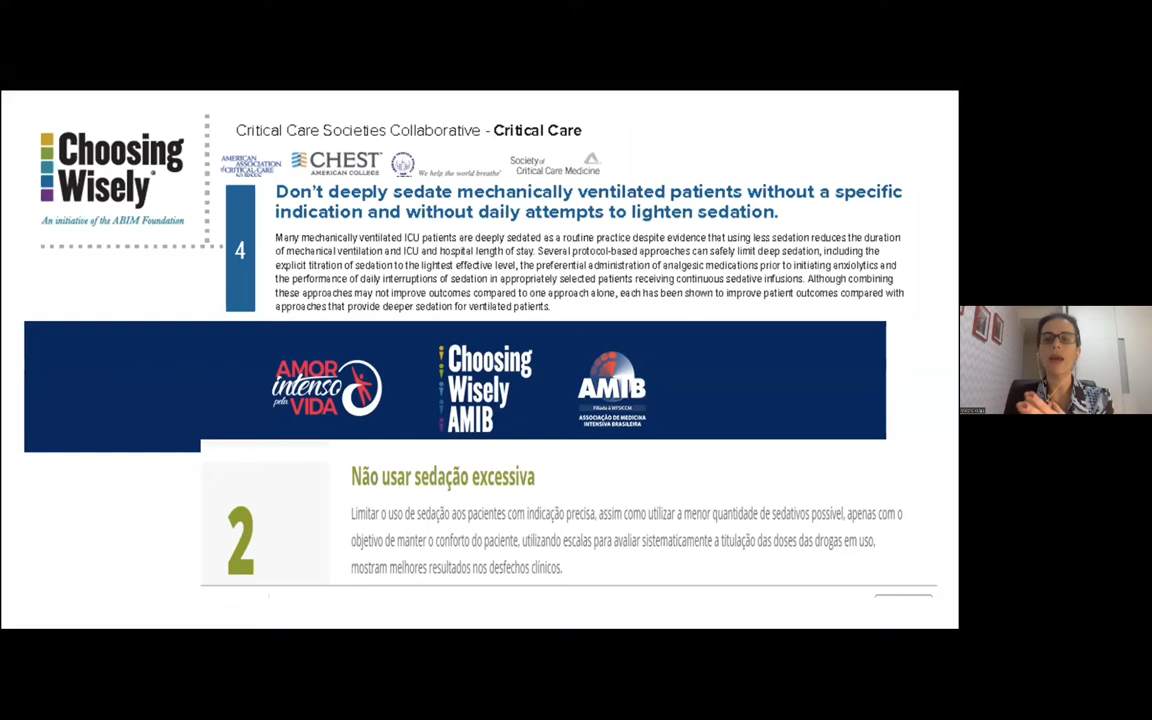 Choosing
Wisely
An initiative of the ABIM Foundation
Critical Care Societies Collaborative - Critical Care
AMERICAN
ASSOCIATION
of CRITICAL-CARE
CHEST
AMERICAN COLLEGE
We help the world breathe
Society of
Critical Care Medicine
4
Don't deeply sedate mechanically ventilated patients without a specific
indication and without daily attempts to lighten sedation.
Many mechanically ventilated ICU patients are deeply sedated as a routine practice despite evidence that using less sedation reduces the duration
of mechanical ventilation and ICU and hospital length of stay. Several protocol-based approaches can safely limit deep sedation, including the
explicit titration of sedation to the lightest effective level, the preferential administration of analgesic medications prior to initiating anxiolytics and
the performance of daily interruptions of sedation in appropriately selected patients receiving continuous sedative infusions. Although combining
these approaches may not improve outcomes compared to one approach alone, each has been shown to improve patient outcomes compared with
approaches that provide deeper sedation for ventilated patients.
AMOR
intenso
pela
VIDA
Choosing
Wisely
AMIB
AMIB
Filiada à WFSICCM
ASSOCIAÇÃO DE MEDICINA
INTENSIVA BRASILEIRA
2
Não usar sedação excessiva
Limitar o uso de sedação aos pacientes com indicação precisa, assim como utilizar a menor quantidade de sedativos possível, apenas com o
objetivo de manter o conforto do paciente, utilizando escalas para avaliar sistematicamente a titulação das doses das drogas em uso,
mostram melhores resultados nos desfechos clínicos.